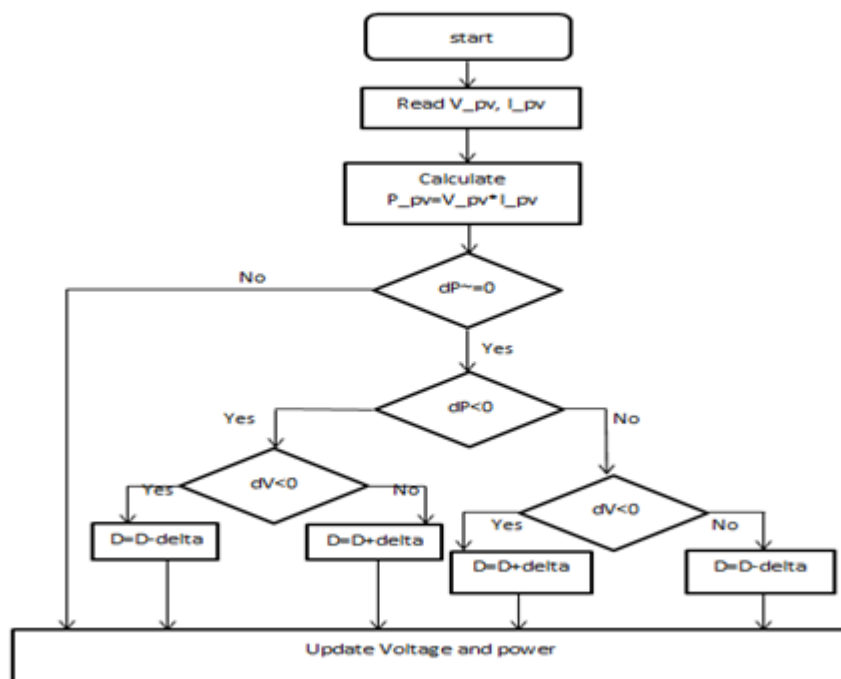 start
Read V_pv, I_pv
Calculate
P_pv=V_pv*I_pv
No
dP~=0
Yes
dP<0
Yes
No
dV<0
Yes
No
dV<0
Yes
No
D=D-delta
D=D+delta
D=D+delta
D=D-delta
Update Voltage and power